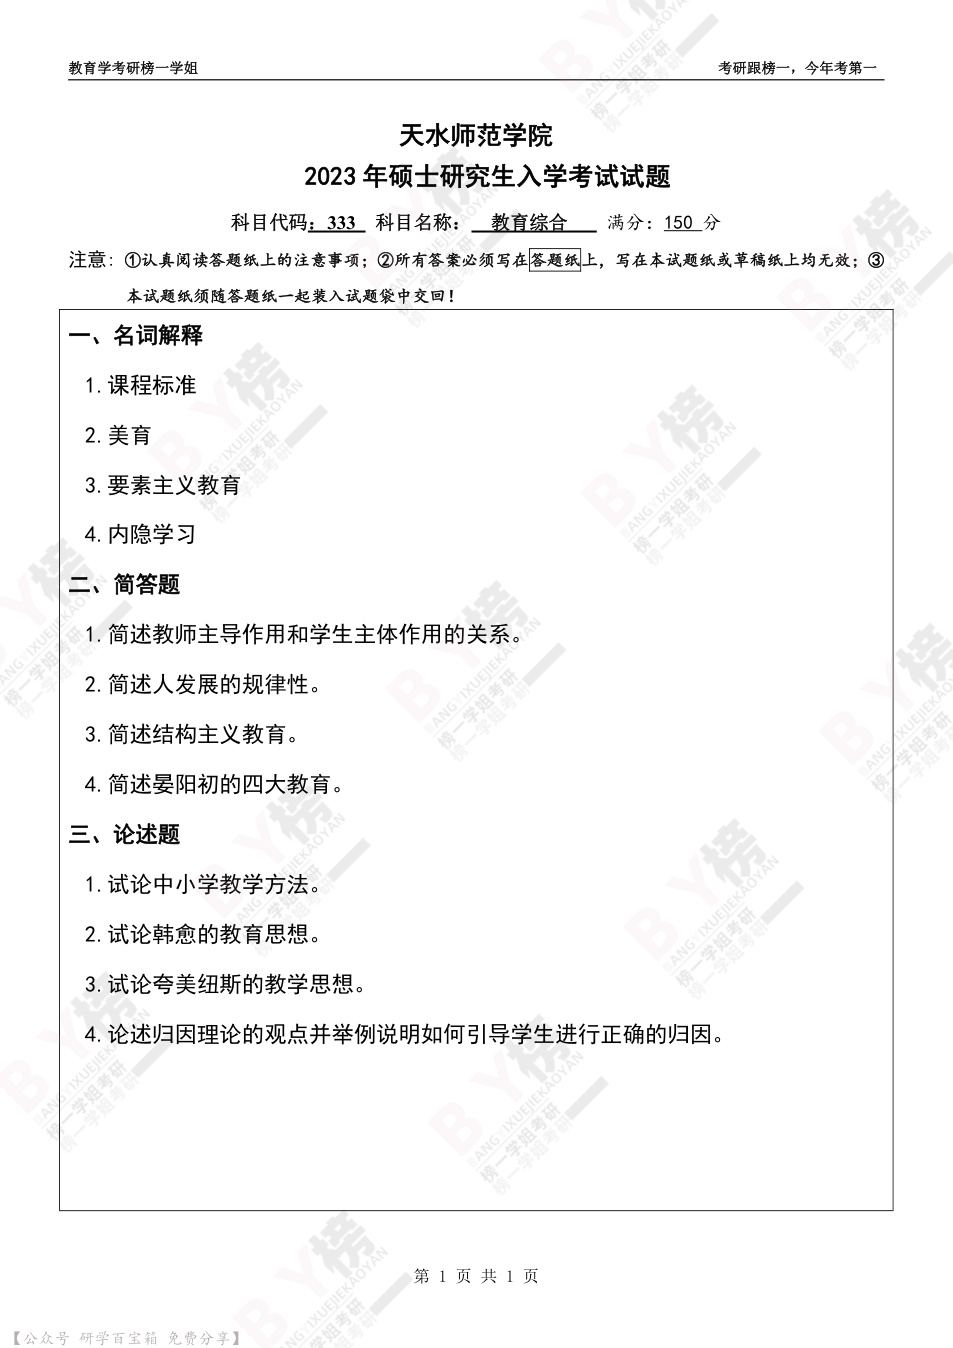 教育学考研榜一学姐 考研跟榜一，今年考第一
天水师范学院
2023 年硕士研究生入学考试试题
科目代码：333 科目名称： 教育综合 满分：150 分
注意：①认真阅读答题纸上的注意事项；②所有答案必须写在答题纸上，写在本试题纸或草稿纸上均无效；③
本试题纸须随答题纸一起装入试题袋中交回！
一、名词解释
1.课程标准
2.美育
3.要素主义教育
4.内隐学习
二、简答题
1.简述教师主导作用和学生主体作用的关系。
2.简述人发展的规律性。
3.简述结构主义教育。
4.简述晏阳初的四大教育。
三、论述题
1.试论中小学教学方法。
2.试论韩愈的教育思想。
3.试论夸美纽斯的教学思想。
4.论述归因理论的观点并举例说明如何引导学生进行正确的归因。
第 1 页 共 1 页
【公众号 研学百宝箱 免费分享】